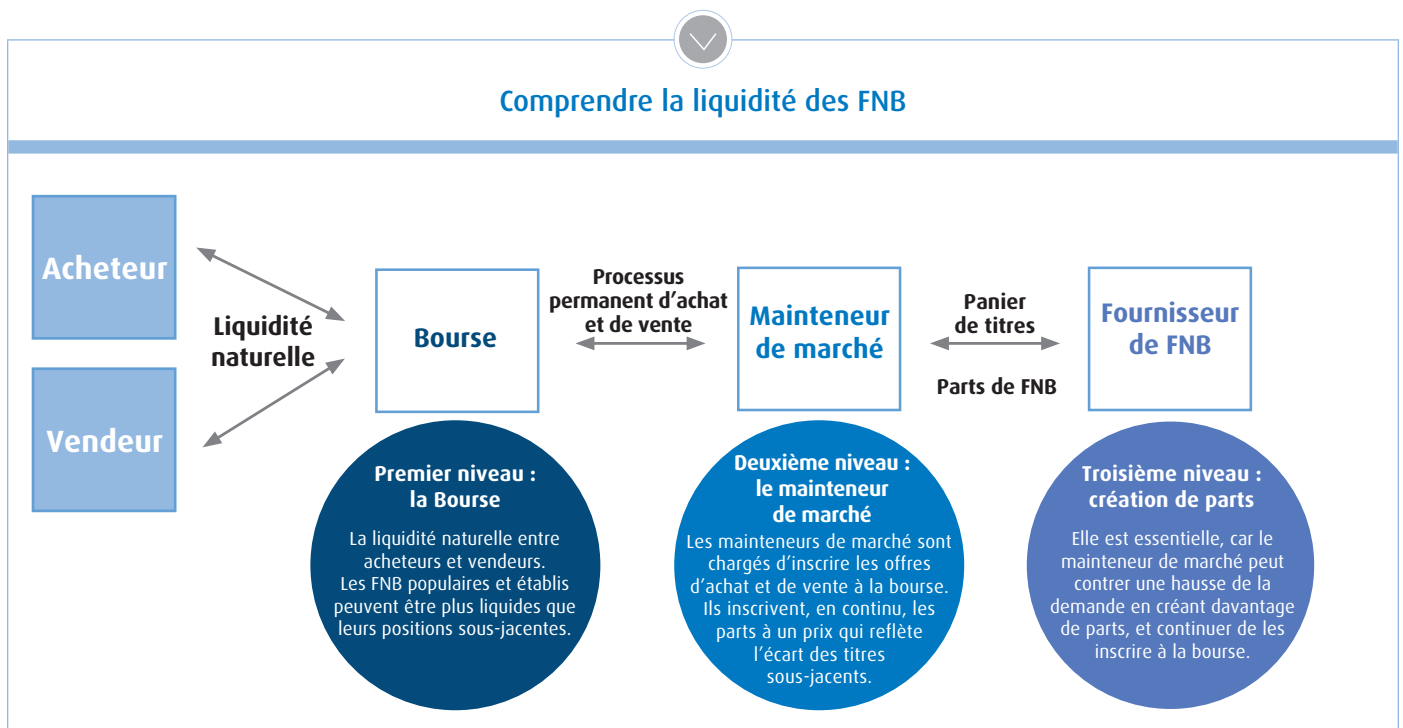 Comprendre la liquidité des FNB
Acheteur
Vendeur
Liquidité
naturelle
Bourse
Processus
permanent d’achat
et de vente
Mainteneur
de marché
Panier
de titres
Parts de FNB
Fournisseur
de FNB
Premier niveau :
la Bourse
La liquidité naturelle entre
acheteurs et vendeurs.
Les FNB populaires et établis
peuvent être plus liquides que
leurs positions sous-jacentes.
Deuxième niveau :
le mainteneur
de marché
Les mainteneurs de marché sont
chargés d’inscrire les offres
d’achat et de vente à la bourse.
Ils inscrivent, en continu, les
parts à un prix qui reflète
l’écart des titres
sous-jacents.
Troisième niveau :
création de parts
Elle est essentielle, car le
mainteneur de marché peut
contrer une hausse de la
demande en créant davantage
de parts, et continuer de les
inscrire à la bourse.